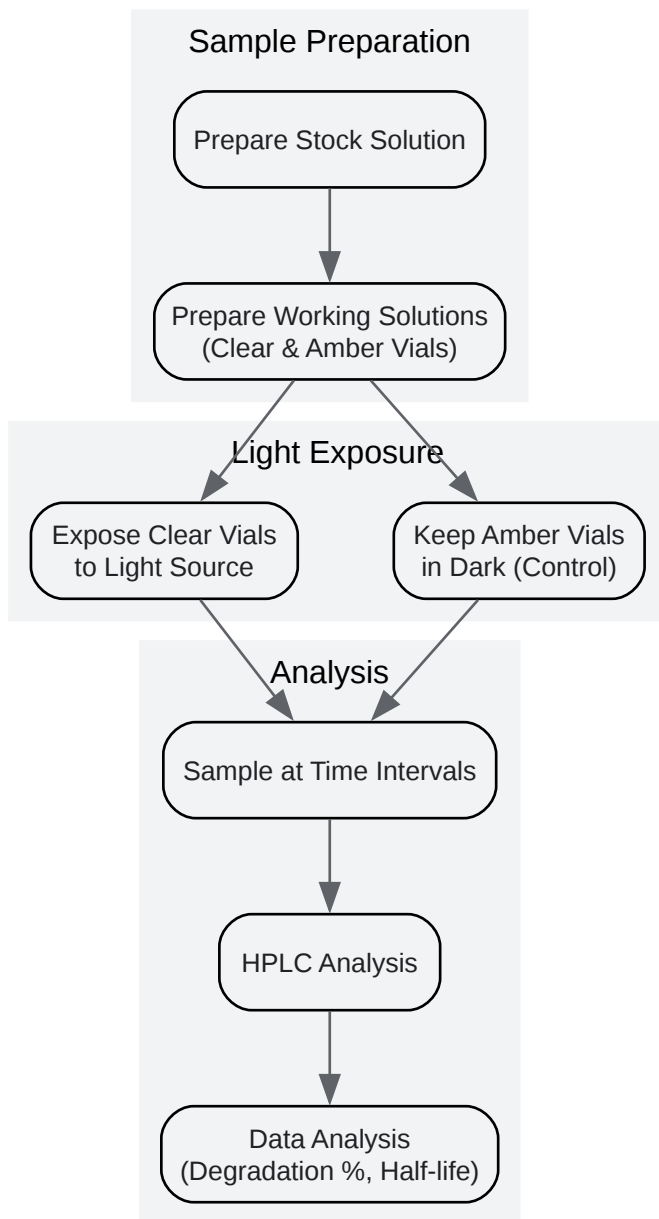 Sample Preparation
Prepare Stock Solution
Prepare Working Solutions
(Clear & Amber Vials)
Light Exposure
Expose Clear Vials
to Light Source
Keep Amber Vials
in Dark (Control)
Analysis
Sample at Time Intervals
HPLC Analysis
Data Analysis
(Degradation %, Half-life)